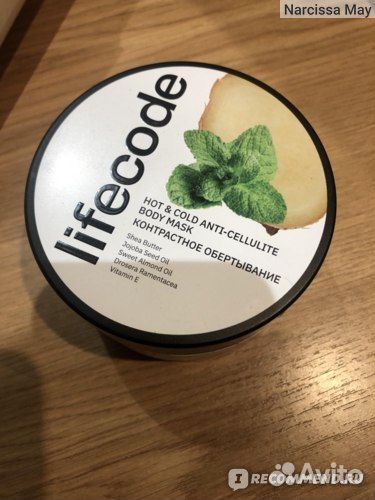 Narcissa May
lifecode
HOT & COLD ANTI-CELLULITE
BODY MASK
КОНТРАСТНОЕ ОБЕРТЫВАНИЕ
Shea Butter
Jojoba Seed Oil
Sweet Almond Oil
Drosera Ramentacea
Vitamin E
I RECOMMEND.RU
Avito